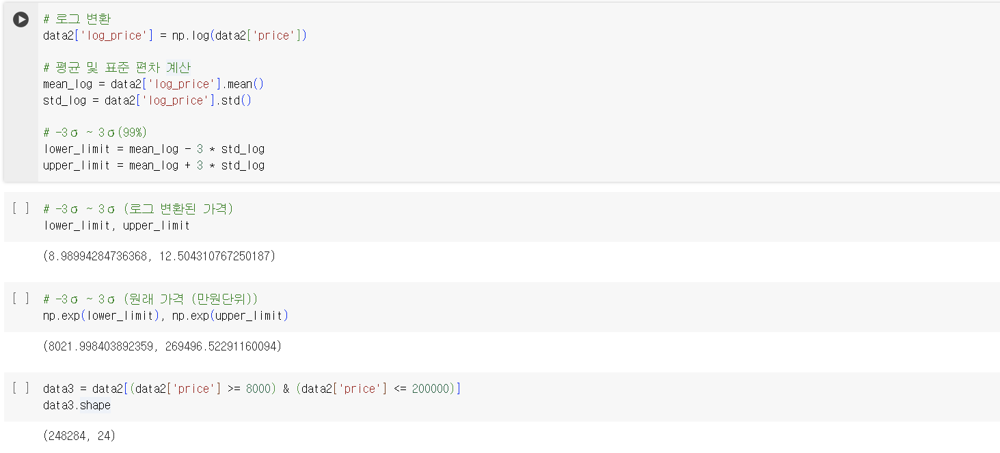 # 로그 변환
data2['log_price'] = np.log(data2['price'])
# 평균 및 표준 편차 계산
mean_log = data2['log_price'].mean()
std_log = data2['log_price'].std()
# -3σ ~ 3σ(99%)
lower_limit = mean_log - 3 * std_log
upper_limit = mean_log + 3 * std_log
[ ] # -3σ ~ 3σ (로그 변환된 가격)
lower_limit, upper_limit
(8.98994284736368, 12.504310767250187)
[ ] # -3σ ~ 3σ (원래 가격 (만원단위))
np.exp(lower_limit), np.exp(upper_limit)
(8021.998403892359, 269496.52291160094)
[ ] data3 = data2[(data2['price'] >= 8000) & (data2['price'] <= 200000)]
data3.shape
(248284, 24)